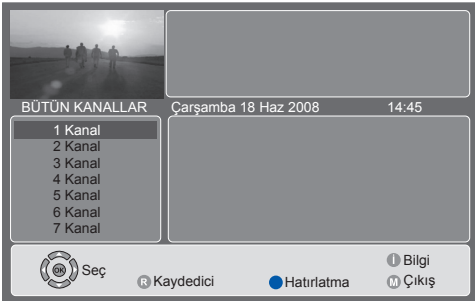 BÜTÜN KANALLAR Çarşamba 18 Haz 2008 14:45
1 Kanal
2 Kanal
3 Kanal
4 Kanal
5 Kanal
6 Kanal
7 Kanal
OK Seç
R Kaydedici
Hatırlatma
I Bilgi
M Çıkış